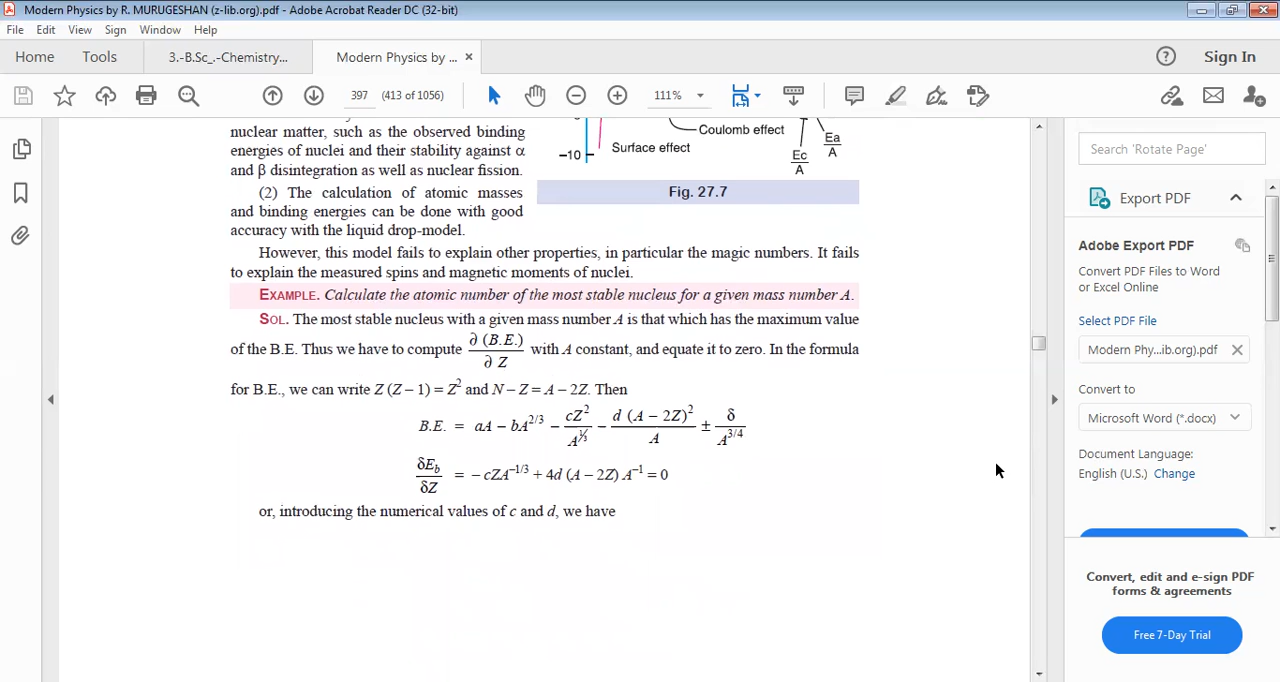 Modern Physics by R. MURUGESHAN (z-lib.org).pdf - Adobe Acrobat Reader DC (32-bit)
File Edit View Sign Window Help
Home Tools 3.-B.Sc_.-Chemistry... Modern Physics by ... × Sign In
397 (413 of 1056) 111%
nuclear matter, such as the observed binding
energies of nuclei and their stability against α
and β disintegration as well as nuclear fission.
(2) The calculation of atomic masses
and binding energies can be done with good
accuracy with the liquid drop-model.
Coulomb effect
Surface effect
–10
Ec/A
Ea/A
Fig. 27.7
However, this model fails to explain other properties, in particular the magic numbers. It fails
to explain the measured spins and magnetic moments of nuclei.
EXAMPLE. Calculate the atomic number of the most stable nucleus for a given mass number A.
SOL. The most stable nucleus with a given mass number A is that which has the maximum value
of the B.E. Thus we have to compute ∂ (B.E.)/∂ Z with A constant, and equate it to zero. In the formula
for B.E., we can write Z (Z – 1) = Z² and N – Z = A – 2Z. Then
B.E. = aA – bA^2/3 – cZ²/A^⅓ – d (A – 2Z)²/A ± δ/A^3/4
δE_b/δZ = – cZA^–1/3 + 4d (A – 2Z) A^–1 = 0
or, introducing the numerical values of c and d, we have
Search 'Rotate Page'
Export PDF
Adobe Export PDF
Convert PDF Files to Word
or Excel Online
Select PDF File
Modern Phy...ib.org).pdf
Convert to
Microsoft Word (*.docx)
Document Language:
English (U.S.) Change
Convert, edit and e-sign PDF
forms & agreements
Free 7-Day Trial